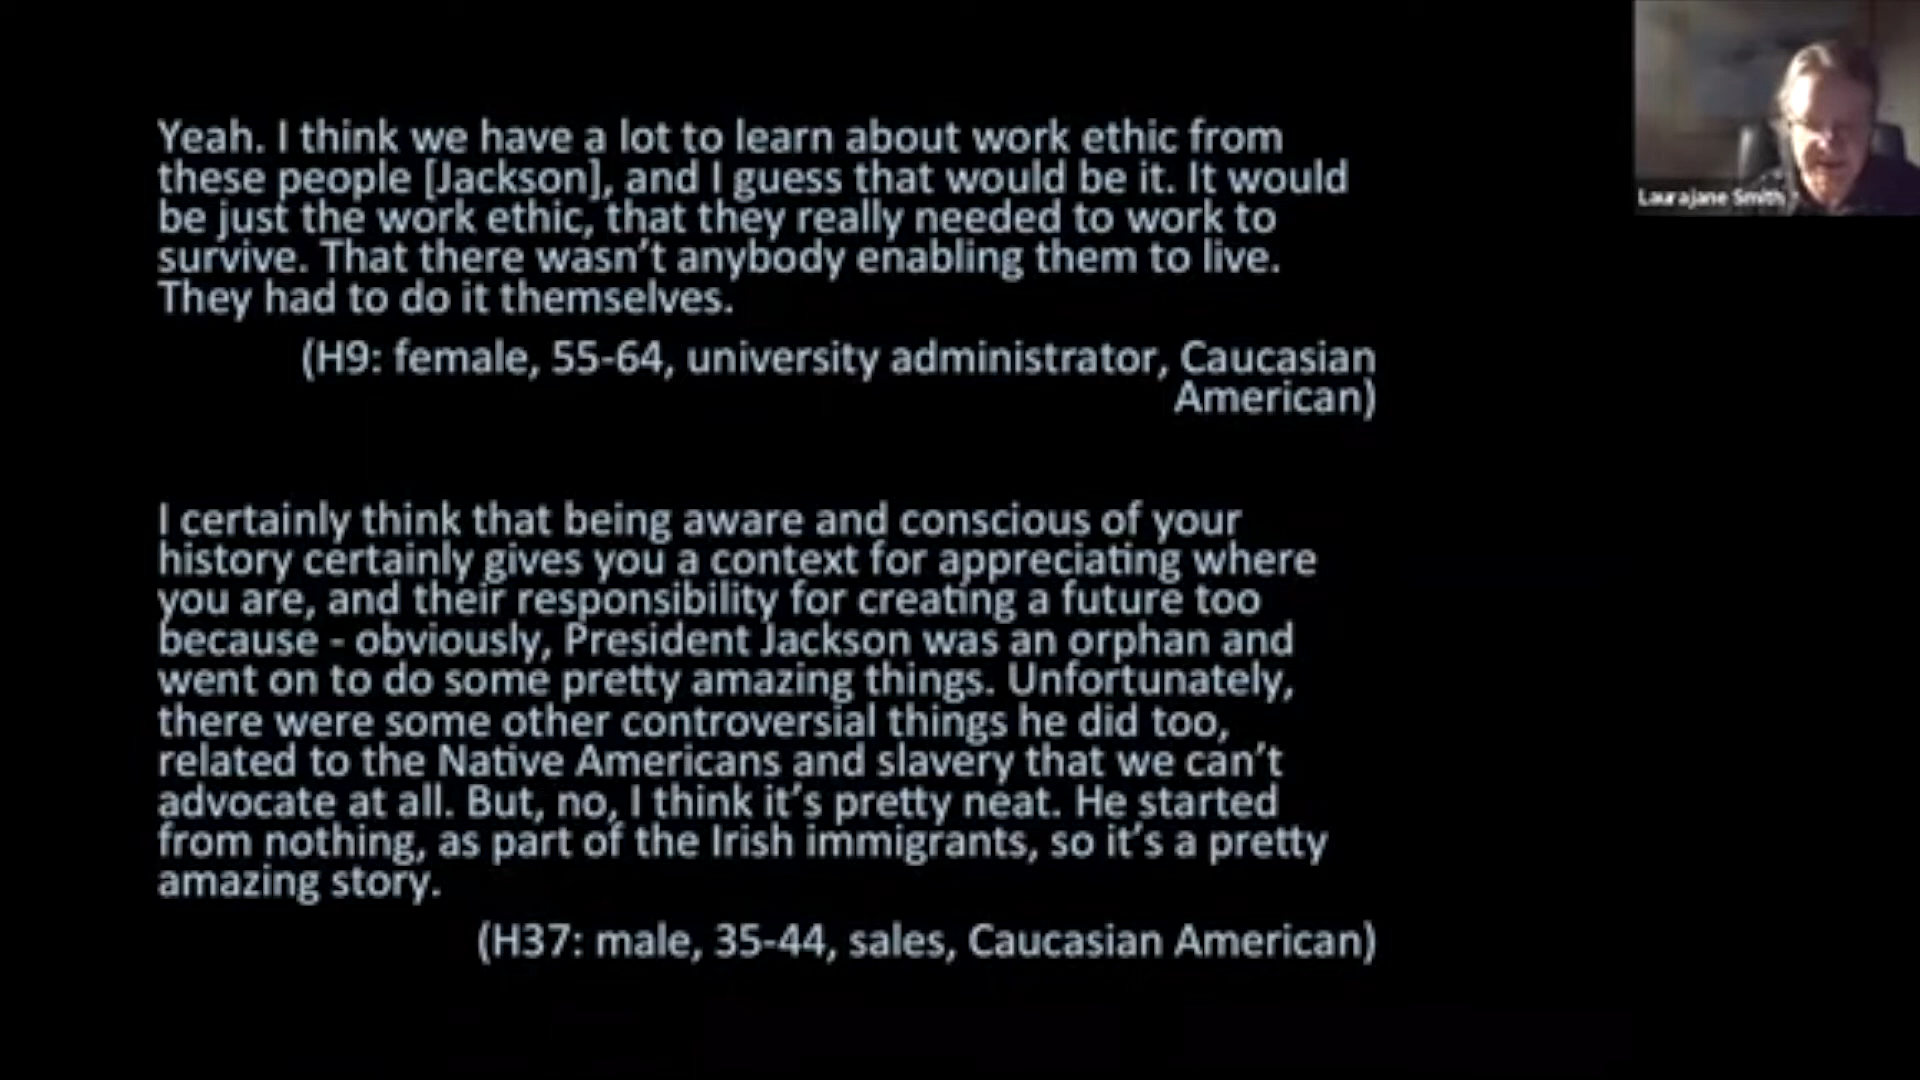 Yeah. I think we have a lot to learn about work ethic from
these people [Jackson], and I guess that would be it. It would
be just the work ethic, that they really needed to work to
survive. That there wasn't anybody enabling them to live.
They had to do it themselves.
(H9: female, 55-64, university administrator, Caucasian
American)
I certainly think that being aware and conscious of your
history certainly gives you a context for appreciating where
you are, and their responsibility for creating a future too
because - obviously, President Jackson was an orphan and
went on to do some pretty amazing things. Unfortunately,
there were some other controversial things he did too,
related to the Native Americans and slavery that we can't
advocate at all. But, no, I think it's pretty neat. He started
from nothing, as part of the Irish immigrants, so it's a pretty
amazing story.
(H37: male, 35-44, sales, Caucasian American)
Laurajane Smith